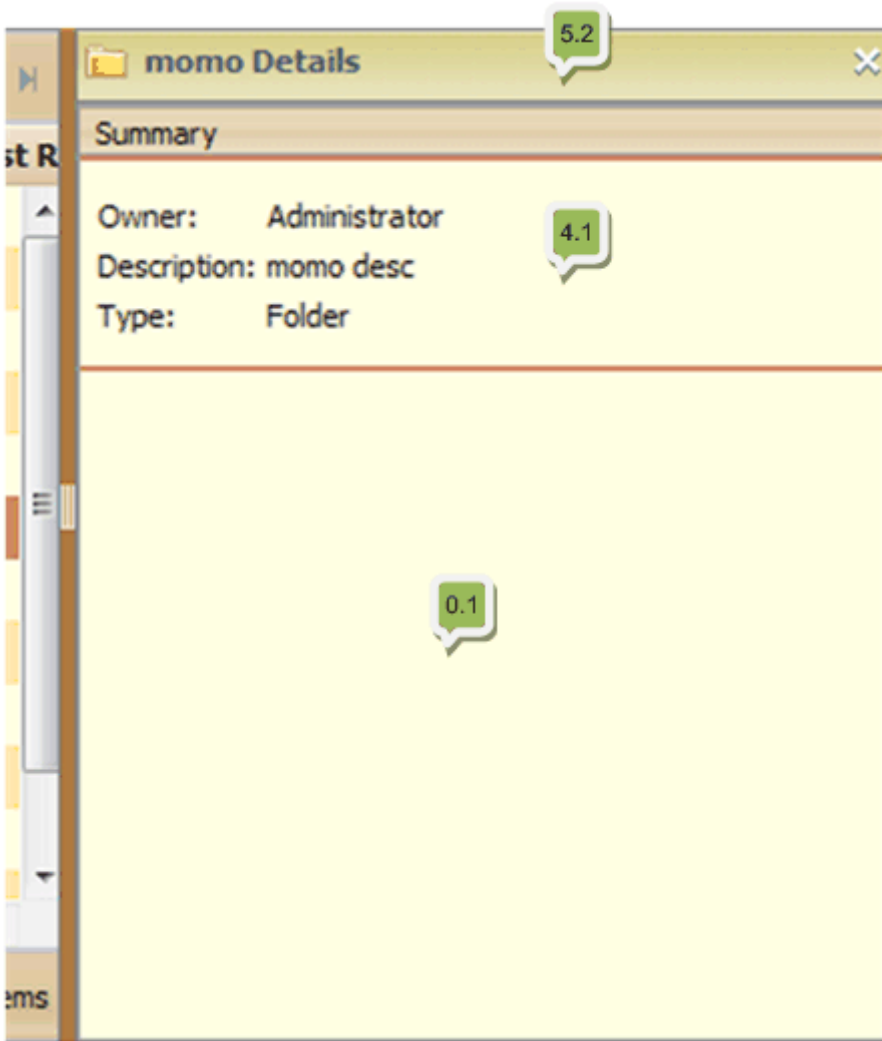 5.2
momo Details
st R
Summary
Owner: Administrator
4.1
Description: momo desc
Type: Folder
0.1
ems